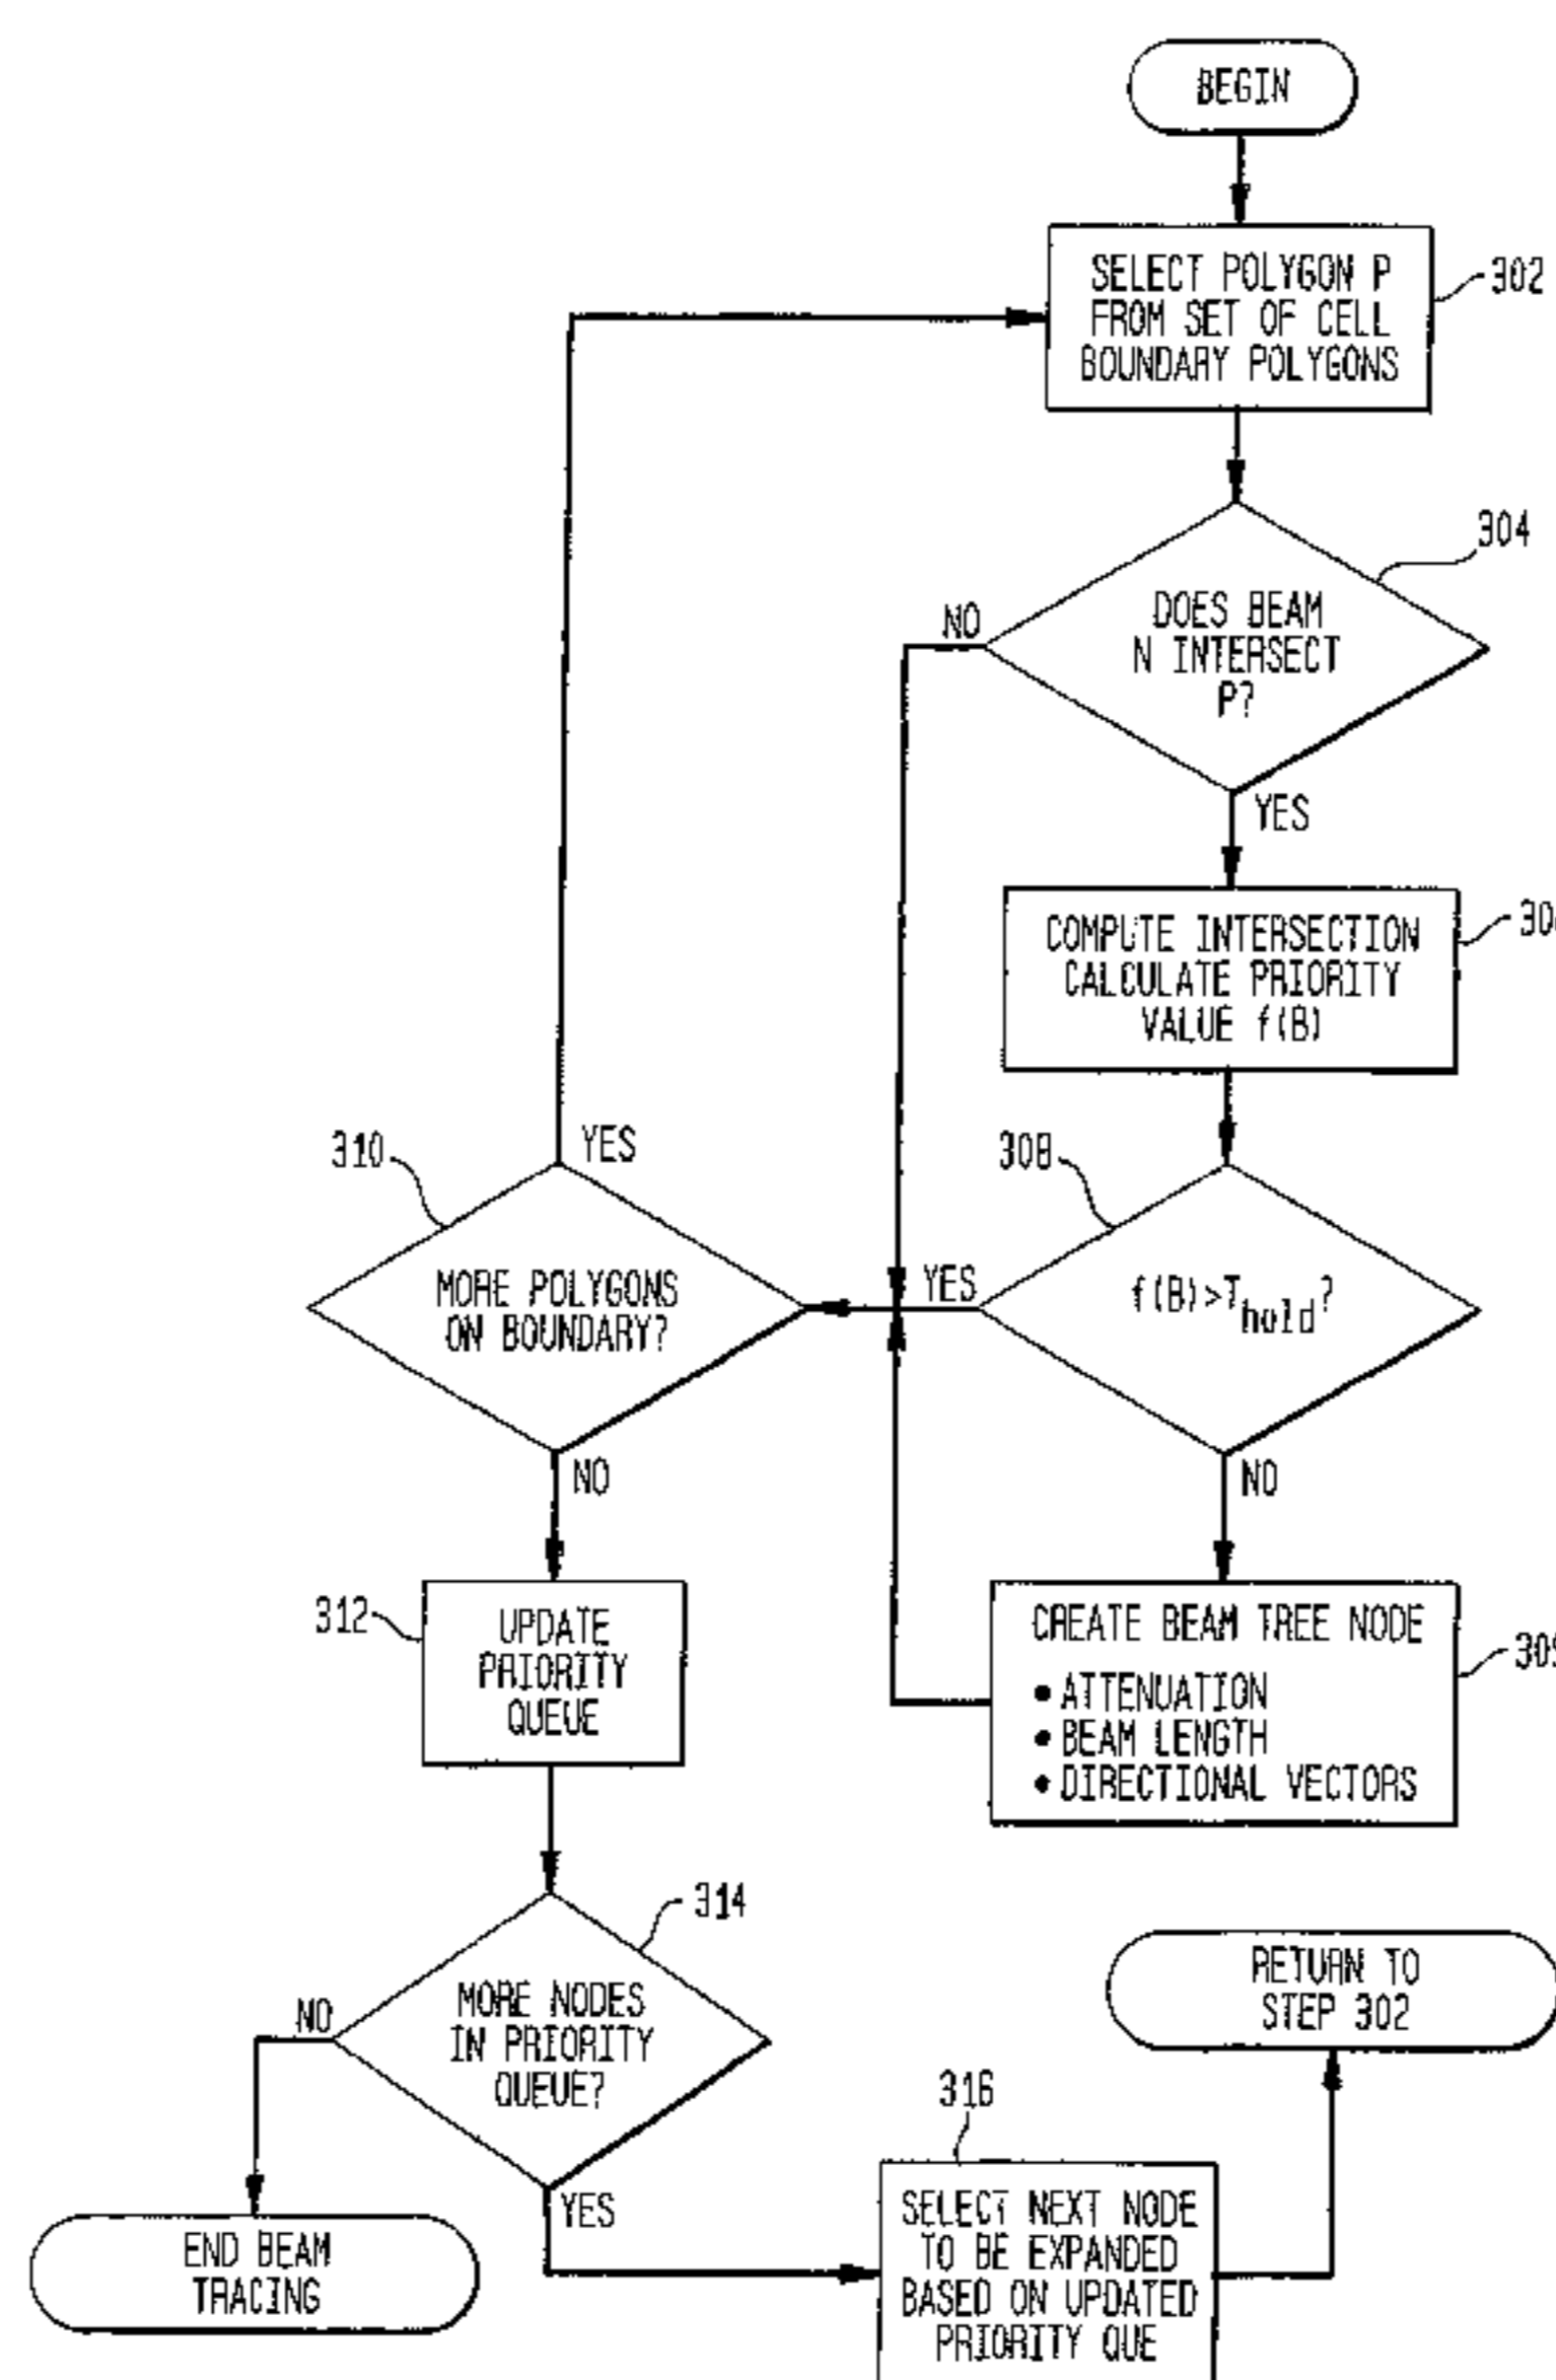 BEGIN
SELECT POLYGON P
FROM SET OF CELL
BOUNDARY POLYGONS
302
304
DOES BEAM
N INTERSECT
P?
NO
YES
COMPUTE INTERSECTION
CALCULATE PRIORITY
VALUE f(B)
310
YES
308
MORE POLYGONS
ON BOUNDARY?
YES
f(B)>Thold?
NO
NO
312
UPDATE
PRIORITY
QUEUE
CREATE BEAM TREE NODE
• ATTENUATION
• BEAM LENGTH
• DIRECTIONAL VECTORS
314
MORE NODES
IN PRIORITY
QUEUE?
NO
YES
RETURN TO
STEP 302
316
SELECT NEXT NODE
TO BE EXPANDED
BASED ON UPDATED
PRIORITY QUE
END BEAM
TRACING